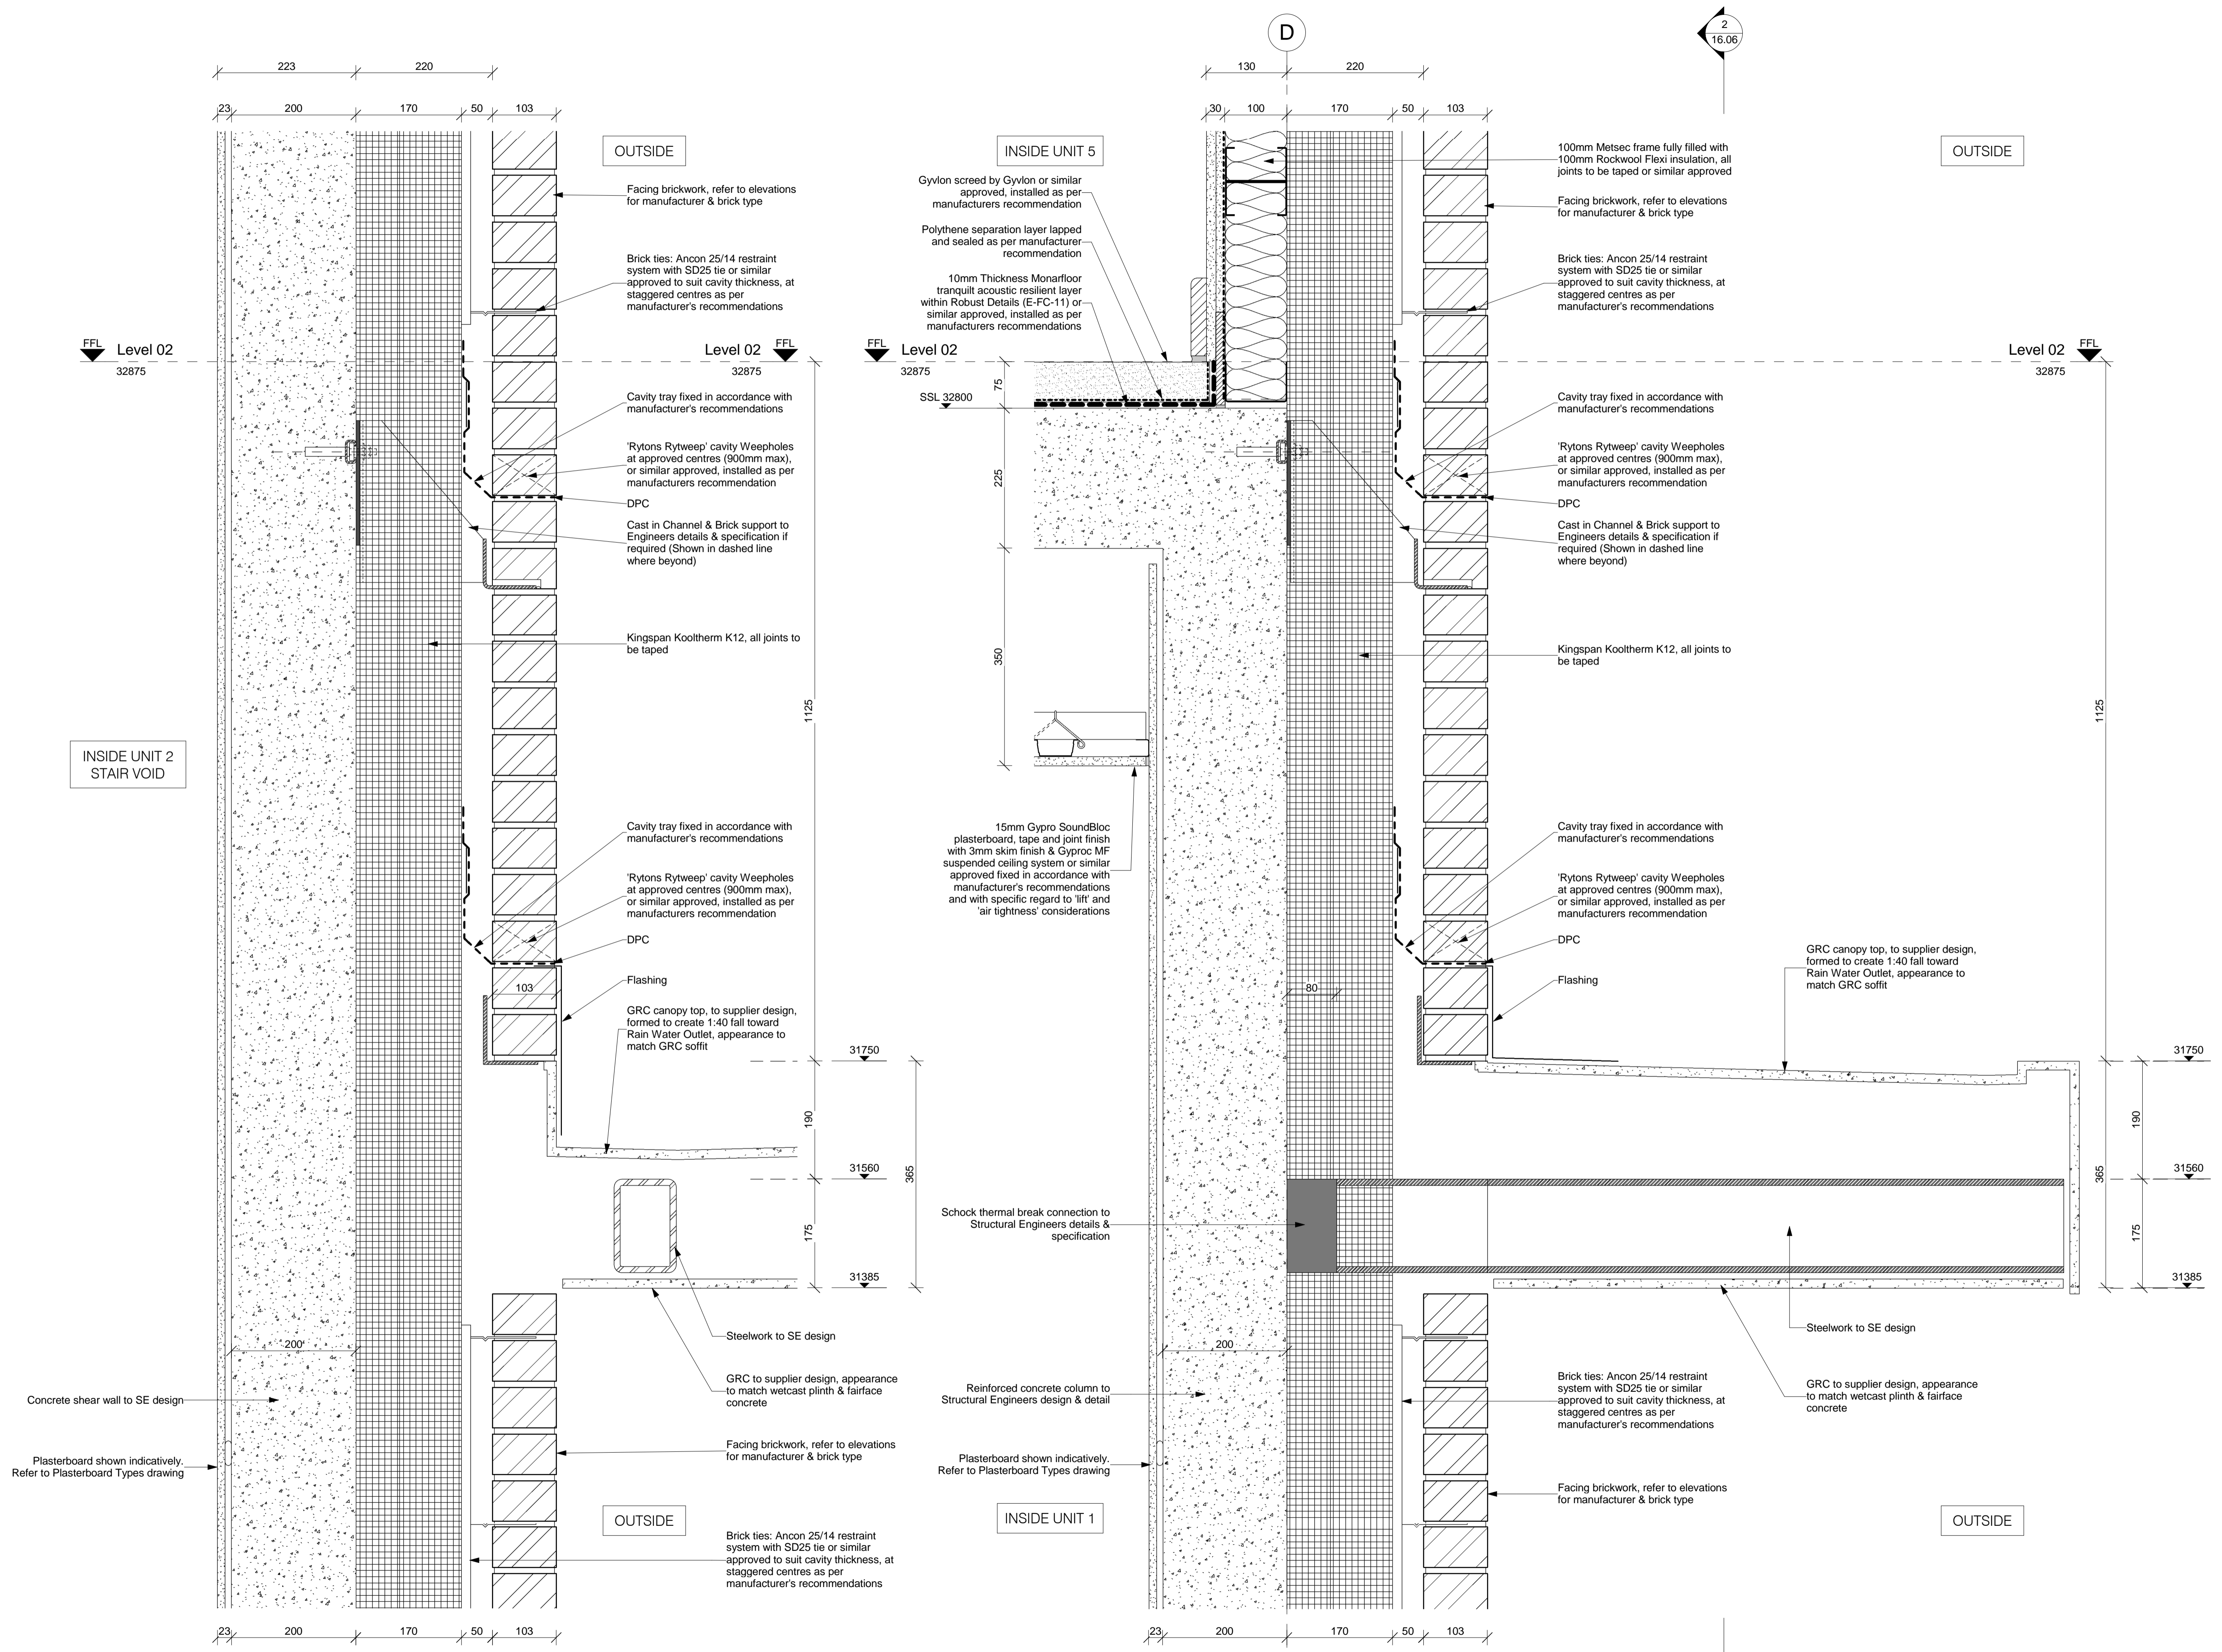 D
2
16.06
223
220
130
220
23
200
170
50
103
30
100
170
50
103
OUTSIDE
Facing brickwork, refer to elevations
for manufacturer & brick type
Brick ties: Ancon 25/14 restraint
system with SD25 tie or similar
approved to suit cavity thickness, at
staggered centres as per
manufacturer's recommendations
FFL
Level 02
32875
Level 02
FFL
32875
Cavity tray fixed in accordance with
manufacturer's recommendations
'Rytons Rytweep' cavity Weepholes
at approved centres (900mm max),
or similar approved, installed as per
manufacturers recommendation
DPC
Cast in Channel & Brick support to
Engineers details & specification if
required (Shown in dashed line
where beyond)
Kingspan Kooltherm K12, all joints to
be taped
1125
INSIDE UNIT 2
STAIR VOID
Cavity tray fixed in accordance with
manufacturer's recommendations
'Rytons Rytweep' cavity Weepholes
at approved centres (900mm max),
or similar approved, installed as per
manufacturers recommendation
DPC
103
Flashing
GRC canopy top, to supplier design,
formed to create 1:40 fall toward
Rain Water Outlet, appearance to
match GRC soffit
31750
190
31560
365
175
31385
Steelwork to SE design
200
GRC to supplier design, appearance
to match wetcast plinth & fairface
concrete
Concrete shear wall to SE design
Facing brickwork, refer to elevations
for manufacturer & brick type
Plasterboard shown indicatively.
Refer to Plasterboard Types drawing
OUTSIDE
Brick ties: Ancon 25/14 restraint
system with SD25 tie or similar
approved to suit cavity thickness, at
staggered centres as per
manufacturer's recommendations
23
200
170
50
103
INSIDE UNIT 5
Gyvlon screed by Gyvlon or similar
approved, installed as per
manufacturers recommendation
Polythene separation layer lapped
and sealed as per manufacturer
recommendation
10mm Thickness Monarfloor
tranquilt acoustic resilient layer
within Robust Details (E-FC-11) or
similar approved, installed as per
manufacturers recommendations
FFL
Level 02
32875
75
SSL 32800
225
350
15mm Gypro SoundBloc
plasterboard, tape and joint finish
with 3mm skim finish & Gyproc MF
suspended ceiling system or similar
approved fixed in accordance with
manufacturer's recommendations
and with specific regard to 'lift' and
'air tightness' considerations
80
Schock thermal break connection to
Structural Engineers details &
specification
200
Reinforced concrete column to
Structural Engineers design & detail
Plasterboard shown indicatively.
Refer to Plasterboard Types drawing
INSIDE UNIT 1
100mm Metsec frame fully filled with
100mm Rockwool Flexi insulation, all
joints to be taped or similar approved
OUTSIDE
Facing brickwork, refer to elevations
for manufacturer & brick type
Brick ties: Ancon 25/14 restraint
system with SD25 tie or similar
approved to suit cavity thickness, at
staggered centres as per
manufacturer's recommendations
Level 02
FFL
32875
Cavity tray fixed in accordance with
manufacturer's recommendations
'Rytons Rytweep' cavity Weepholes
at approved centres (900mm max),
or similar approved, installed as per
manufacturers recommendation
DPC
Cast in Channel & Brick support to
Engineers details & specification if
required (Shown in dashed line
where beyond)
Kingspan Kooltherm K12, all joints to
be taped
1125
Cavity tray fixed in accordance with
manufacturer's recommendations
'Rytons Rytweep' cavity Weepholes
at approved centres (900mm max),
or similar approved, installed as per
manufacturers recommendation
DPC
GRC canopy top, to supplier design,
formed to create 1:40 fall toward
Rain Water Outlet, appearance to
match GRC soffit
Flashing
31750
190
31560
365
175
31385
Steelwork to SE design
Brick ties: Ancon 25/14 restraint
system with SD25 tie or similar
approved to suit cavity thickness, at
staggered centres as per
manufacturer's recommendations
GRC to supplier design, appearance
to match wetcast plinth & fairface
concrete
Facing brickwork, refer to elevations
for manufacturer & brick type
OUTSIDE
23
200
170
50
103